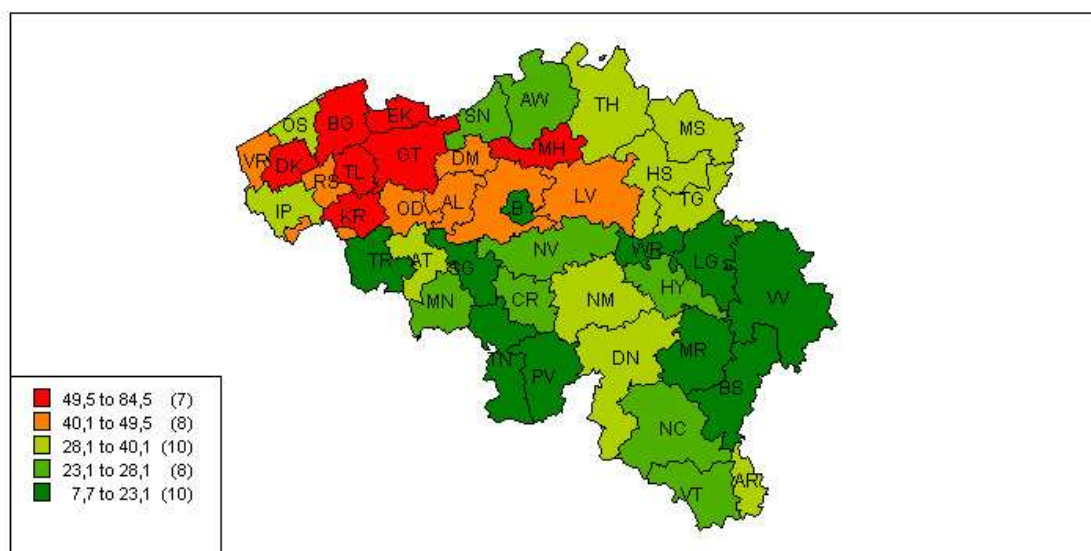 AW
TH
SN
EK
OS
BG
MS
GT
MH
DM
VR
DK
TL
HS
RS
LV
TG
IP
AL
B
OD
KR
NV
WR
TR
AT
LG
SG
HY
VV
MN
CR
NM
MR
DN
TN
PV
BS
NC
AR
VT
49,5 to 84,5 (7)
40,1 to 49,5 (8)
28,1 to 40,1 (10)
23,1 to 28,1 (8)
7,7 to 23,1 (10)